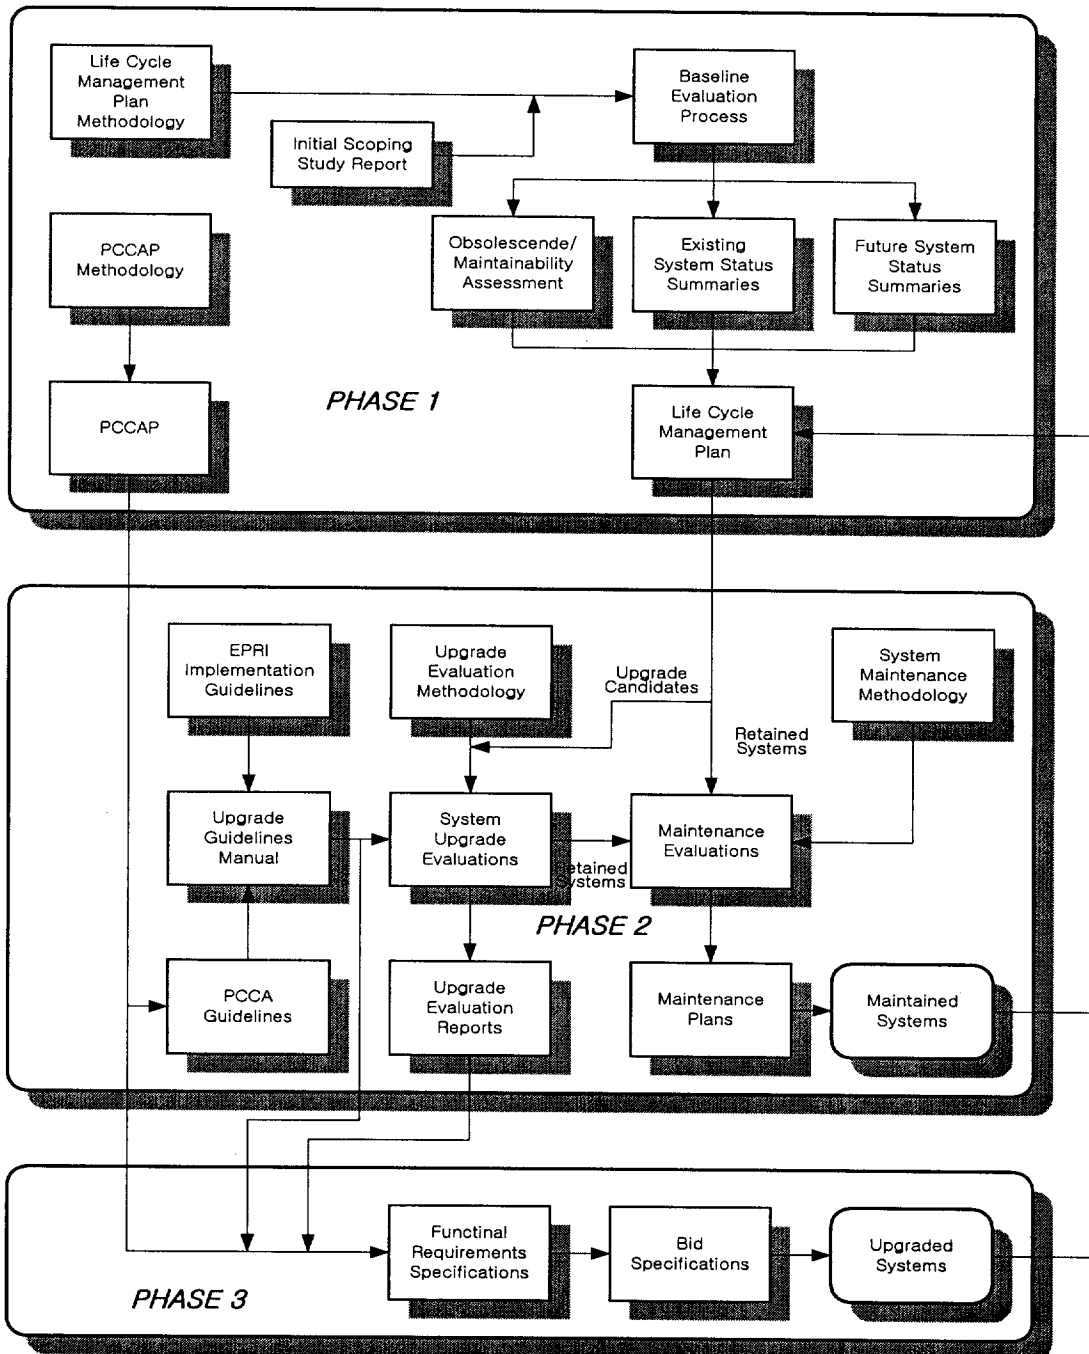 Life Cycle
Management
Plan
Methodology
Baseline
Evaluation
Process
Initial Scoping
Study Report
PCCAP
Methodology
Obsolescende/
Maintainability
Assessment
Existing
System Status
Summaries
Future System
Status
Summaries
PCCAP
PHASE 1
Life Cycle
Management
Plan
EPRI
Implementation
Guidelines
Upgrade
Evaluation
Methodology
Upgrade
Candidates
System
Maintenance
Methodology
Retained
Systems
Upgrade
Guidelines
Manual
System
Upgrade
Evaluations
Maintenance
Evaluations
Retained
Systems
PHASE 2
PCCA
Guidelines
Upgrade
Evaluation
Reports
Maintenance
Plans
Maintained
Systems
Functinal
Requirements
Specifications
Bid
Specifications
Upgraded
Systems
PHASE 3